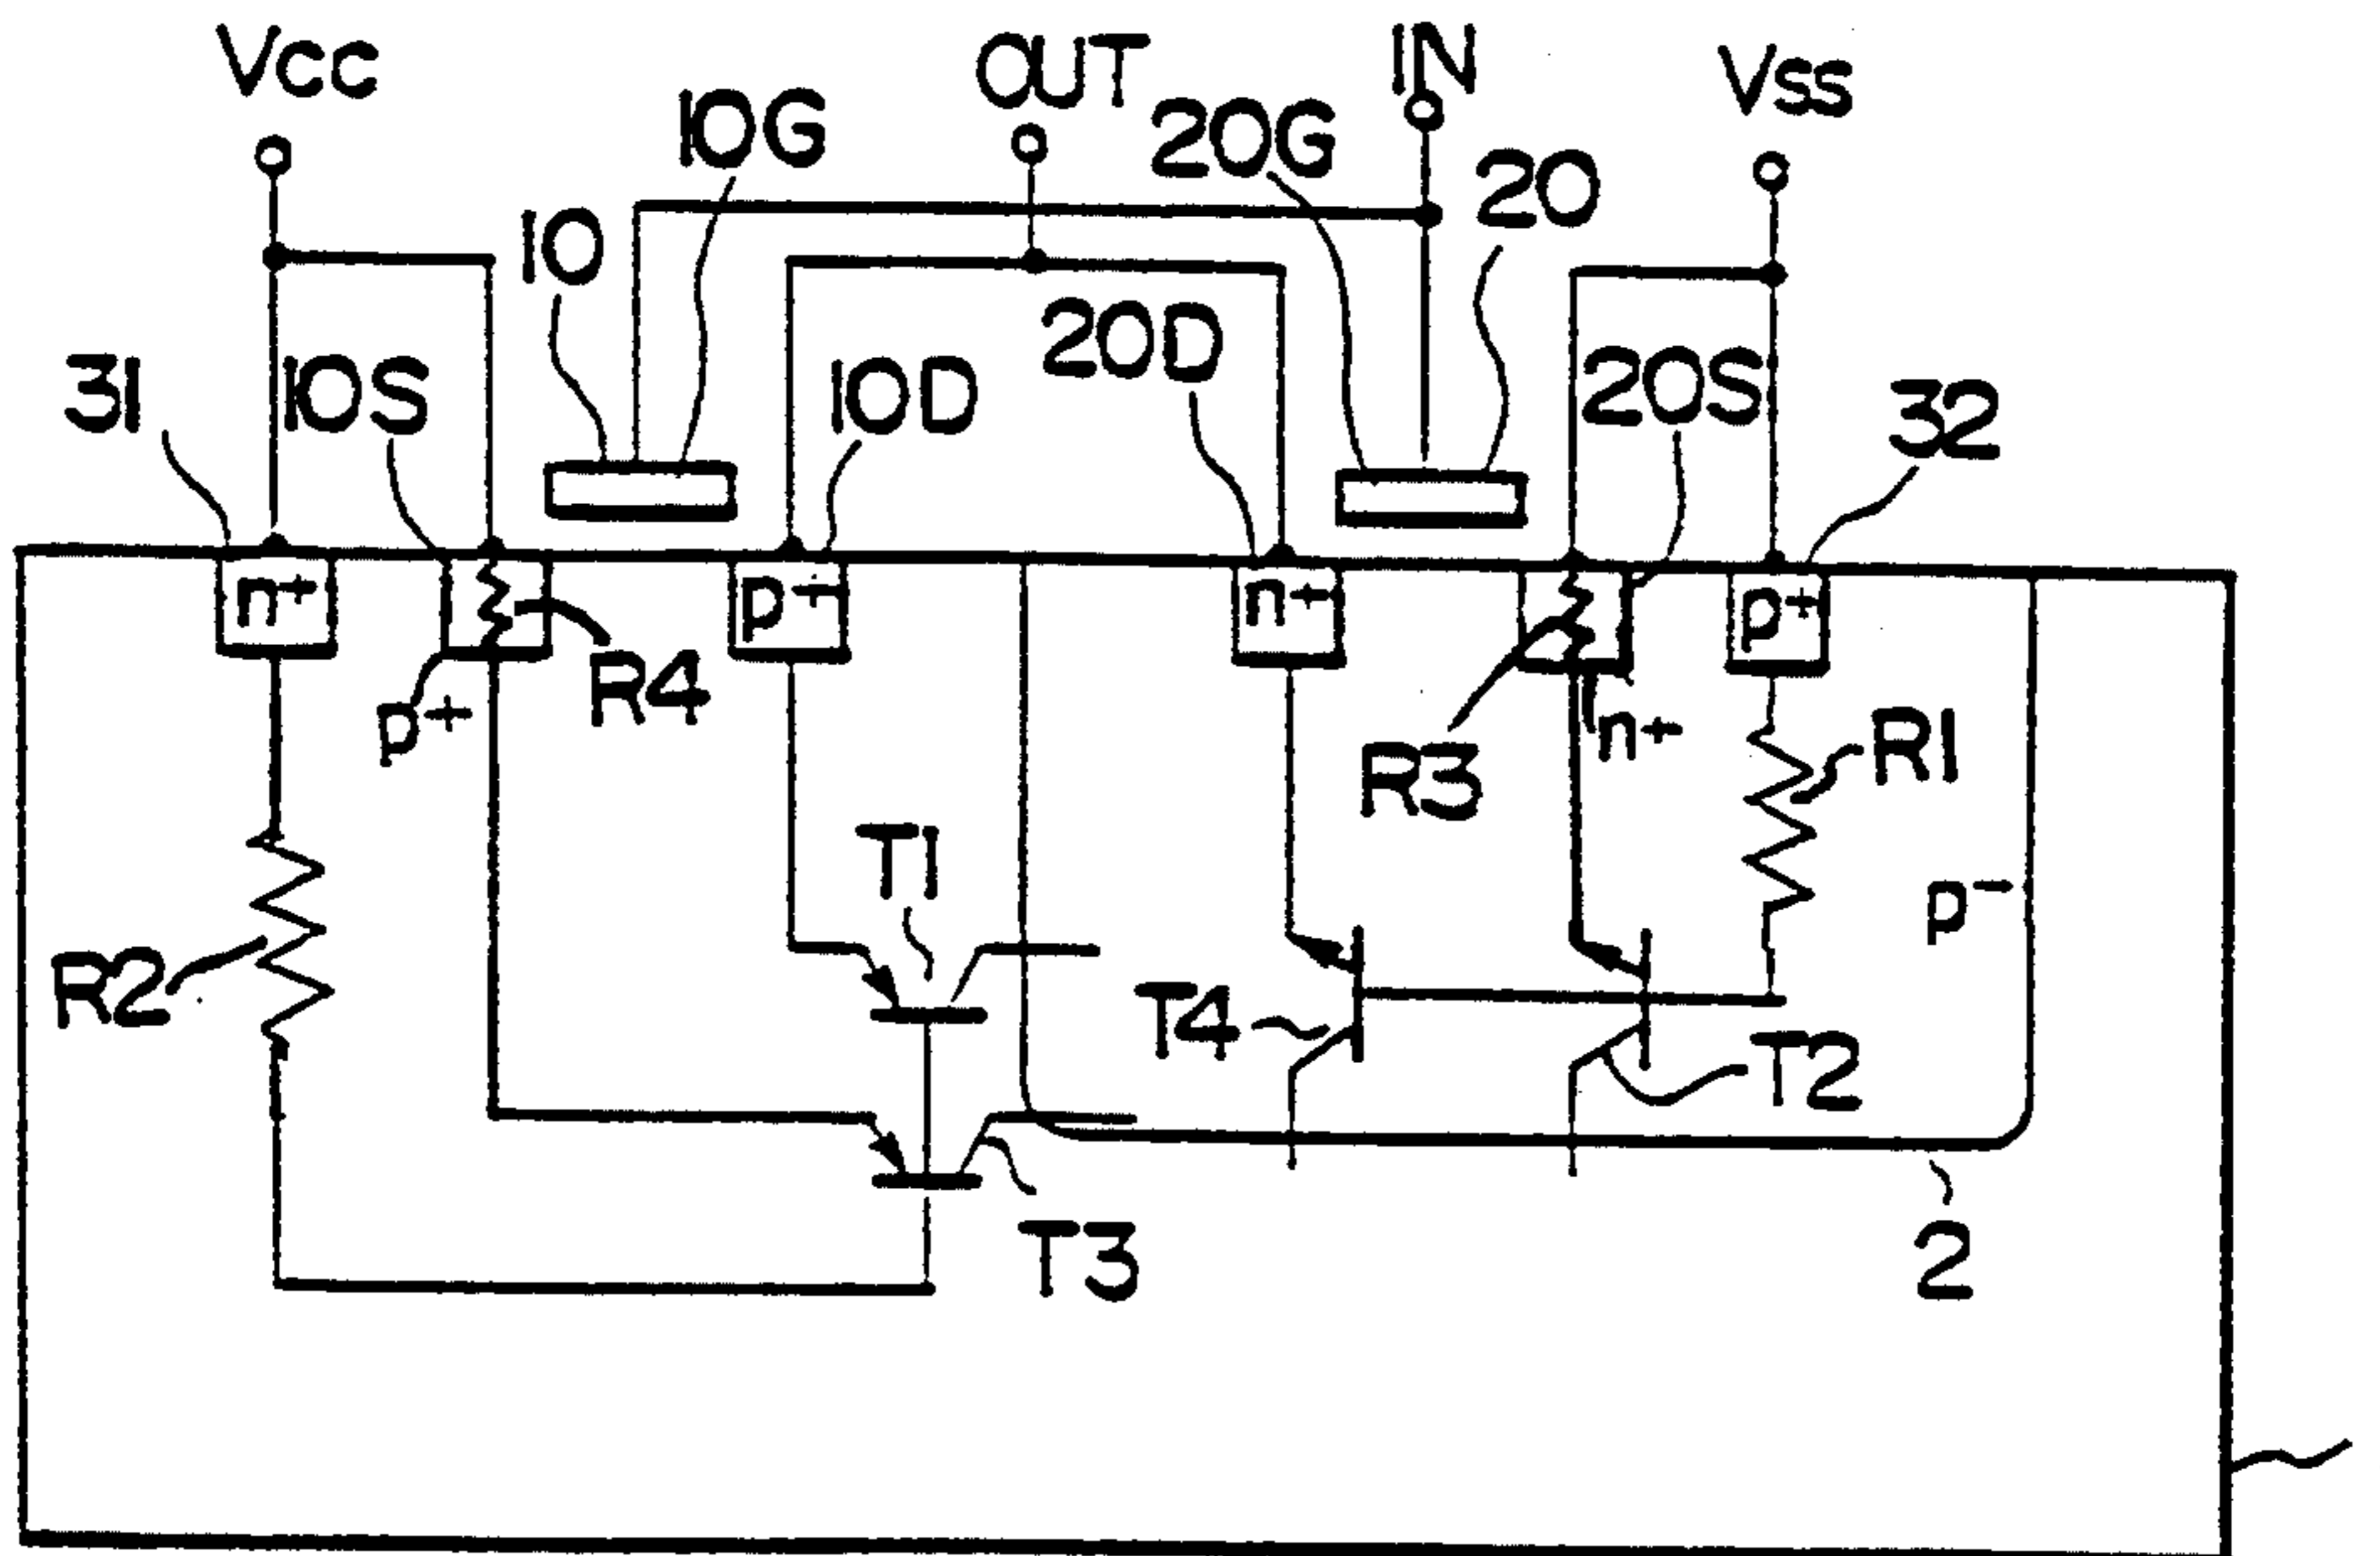 Vcc
OUT
IN
Vss
10G
20G
20
10
20D
31
10S
10D
20S
32
n+
p+
n+
p+
R4
p+
n+
R3
R1
T1
p-
R2
T4
T2
T3
2